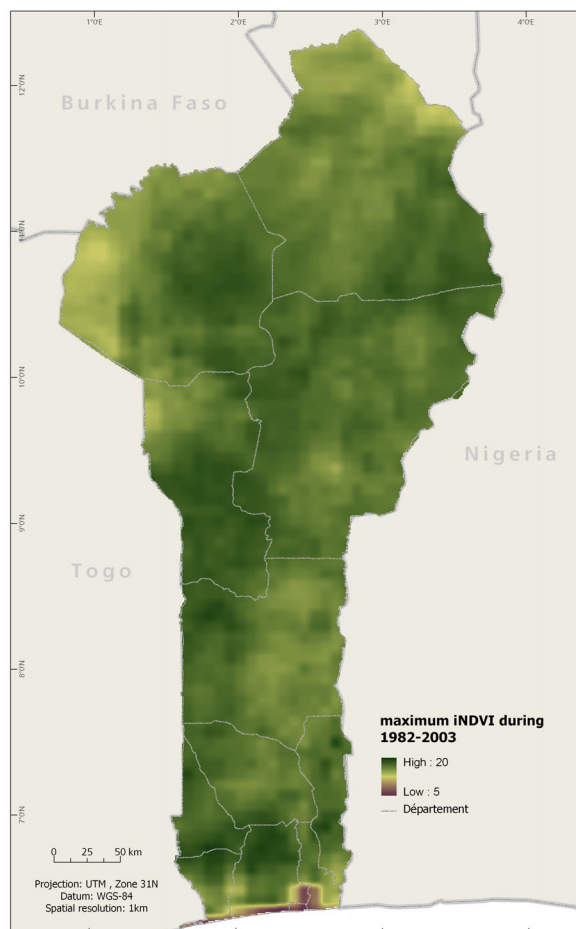 1°0'E 2°0'E 3°0'E 4°0'E
12°0'N
Burkina Faso
11°0'N
10°0'N
Nigeria
9°0'N
Togo
8°0'N
maximum iNDVI during
1982-2003
High : 20
Low : 5
Département
7°0'N
0 25 50 km
Projection: UTM , Zone 31N
Datum: WGS-84
Spatial resolution: 1km